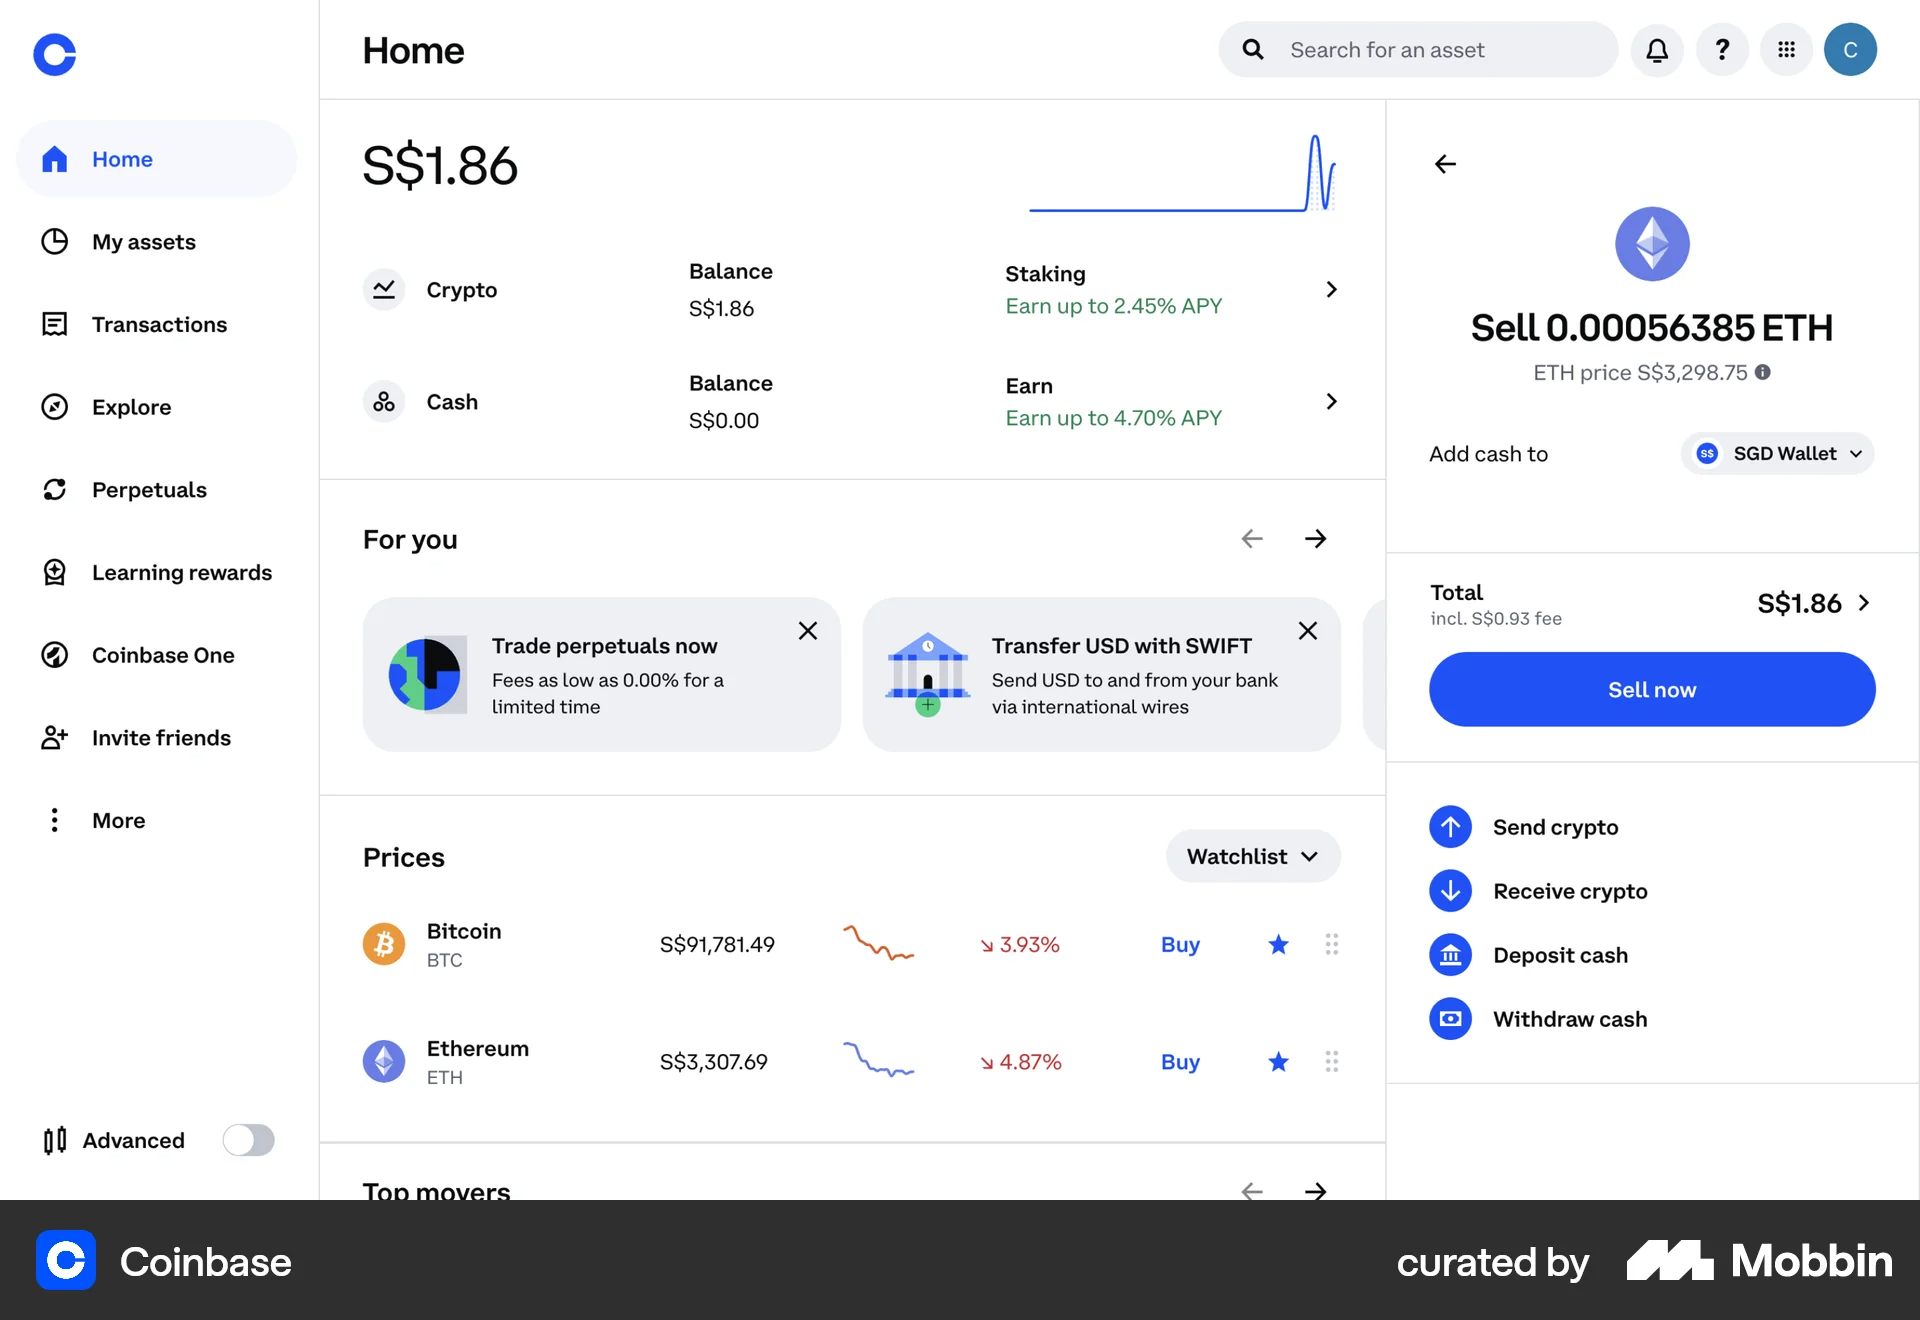 Home
Search for an asset
?
C
Home
My assets
Transactions
Explore
Perpetuals
Learning rewards
Coinbase One
Invite friends
More
Advanced
S$1.86
Crypto
Balance
S$1.86
Staking
Earn up to 2.45% APY
Cash
Balance
S$0.00
Earn
Earn up to 4.70% APY
For you
Trade perpetuals now
Fees as low as 0.00% for a
limited time
Transfer USD with SWIFT
Send USD to and from your bank
via international wires
Prices
Watchlist
Bitcoin
BTC
S$91,781.49
3.93%
Buy
Ethereum
ETH
S$3,307.69
4.87%
Buy
Top movers
Sell 0.00056385 ETH
ETH price S$3,298.75
Add cash to
S$ SGD Wallet
Total
incl. S$0.93 fee
S$1.86
Sell now
Send crypto
Receive crypto
Deposit cash
Withdraw cash
Coinbase
curated by Mobbin